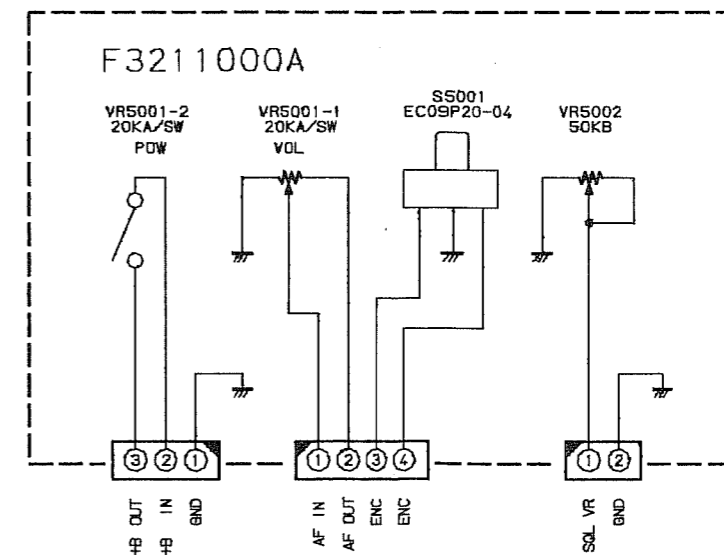 F3211000A
VR5001-2
20KA/SW
POW
VR5001-1
20KA/SW
VOL
S5001
EC09P20-04
VR5002
50KB
3 2 1
1 2 3 4
1 2
+B OUT
+B IN
GND
AF IN
AF OUT
ENC
ENC
SQL VR
GND